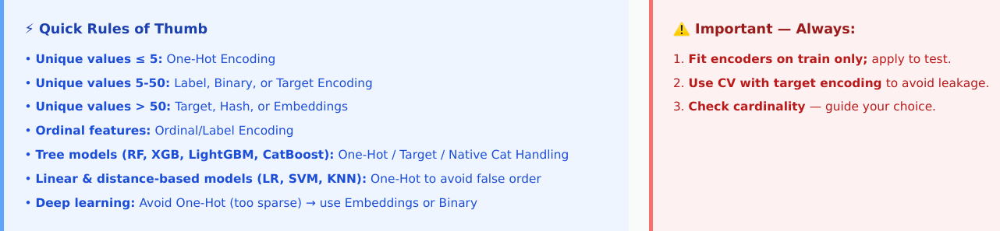 ⚡ Quick Rules of Thumb
• Unique values ≤ 5: One-Hot Encoding
• Unique values 5-50: Label, Binary, or Target Encoding
• Unique values > 50: Target, Hash, or Embeddings
• Ordinal features: Ordinal/Label Encoding
• Tree models (RF, XGB, LightGBM, CatBoost): One-Hot / Target / Native Cat Handling
• Linear & distance-based models (LR, SVM, KNN): One-Hot to avoid false order
• Deep learning: Avoid One-Hot (too sparse) → use Embeddings or Binary
⚠️ Important — Always:
1. Fit encoders on train only; apply to test.
2. Use CV with target encoding to avoid leakage.
3. Check cardinality — guide your choice.